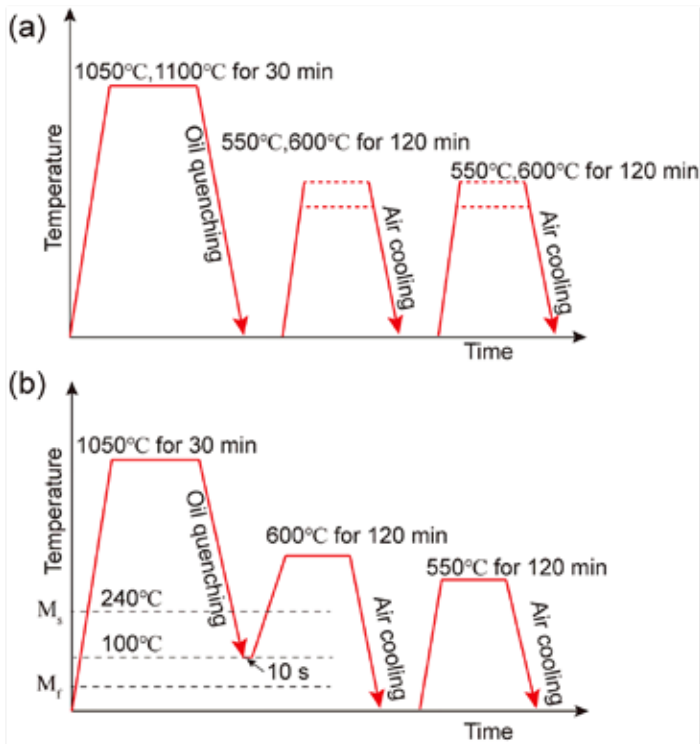 (a)
1050℃,1100℃ for 30 min
Oil quenching
550℃,600℃ for 120 min
Air cooling
550℃,600℃ for 120 min
Air cooling
Temperature
Time
(b)
1050℃ for 30 min
Oil quenching
600℃ for 120 min
Air cooling
550℃ for 120 min
Air cooling
Temperature
Ms
240℃
100℃
10 s
Mf
Time